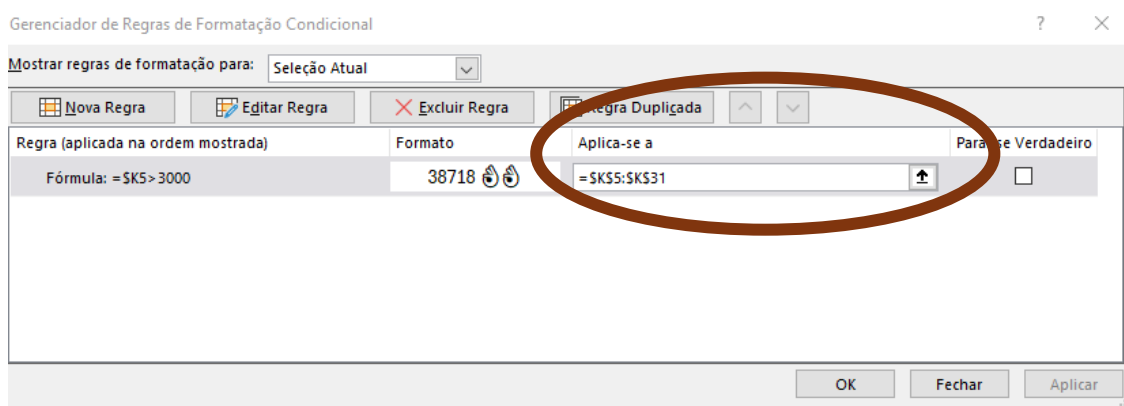 Gerenciador de Regras de Formatação Condicional ?
Mostrar regras de formatação para: Seleção Atual
Nova Regra Editar Regra Excluir Regra Regra Duplicada
Regra (aplicada na ordem mostrada) Formato Aplica-se a Parar se Verdadeiro
Fórmula: =$K5>3000 38718 =$K$5:$K$31
OK Fechar Aplicar